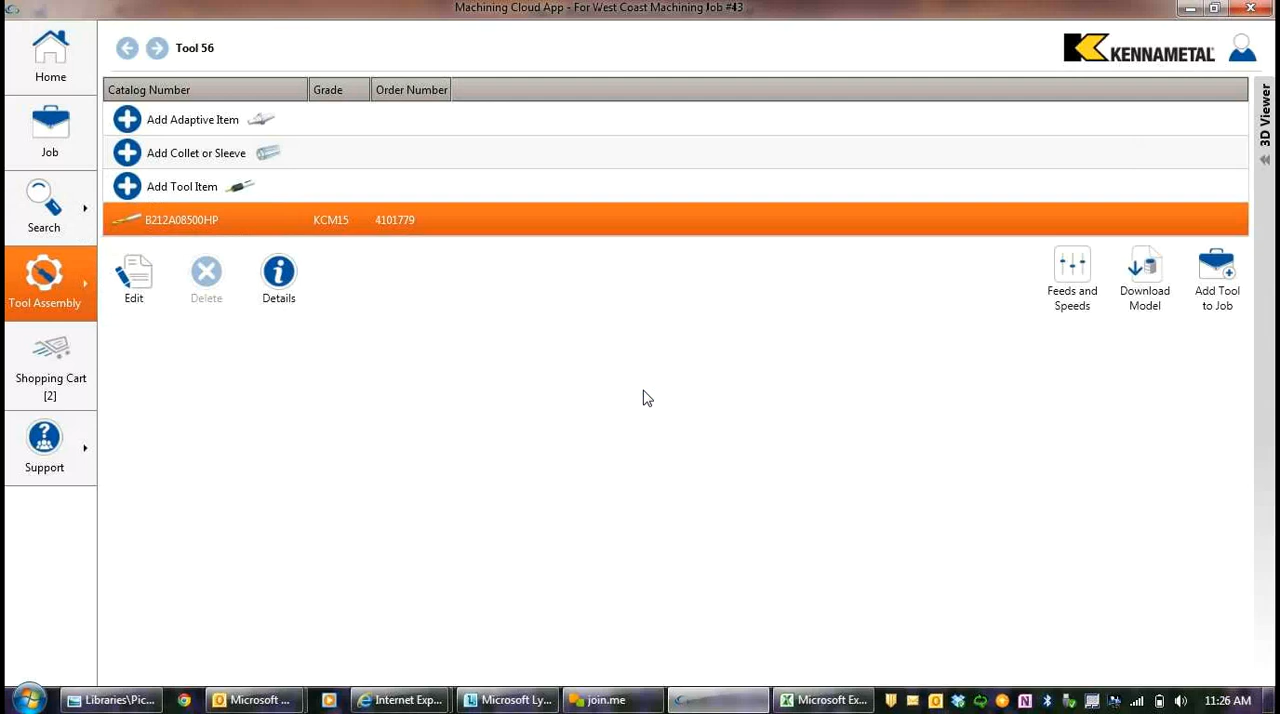 Machining Cloud App - For West Coast Machining Job #43
Home
Job
Search
Tool Assembly
Shopping Cart
[2]
Support
Tool 56
KENNAMETAL
Catalog Number Grade Order Number
Add Adaptive Item
Add Collet or Sleeve
Add Tool Item
B212A08500HP KCM15 4101779
Edit
Delete
Details
Feeds and
Speeds
Download
Model
Add Tool
to Job
3D Viewer
Libraries\Pic...
Microsoft ...
Internet Exp...
Microsoft Ly...
join.me
Microsoft Ex...
11:26 AM